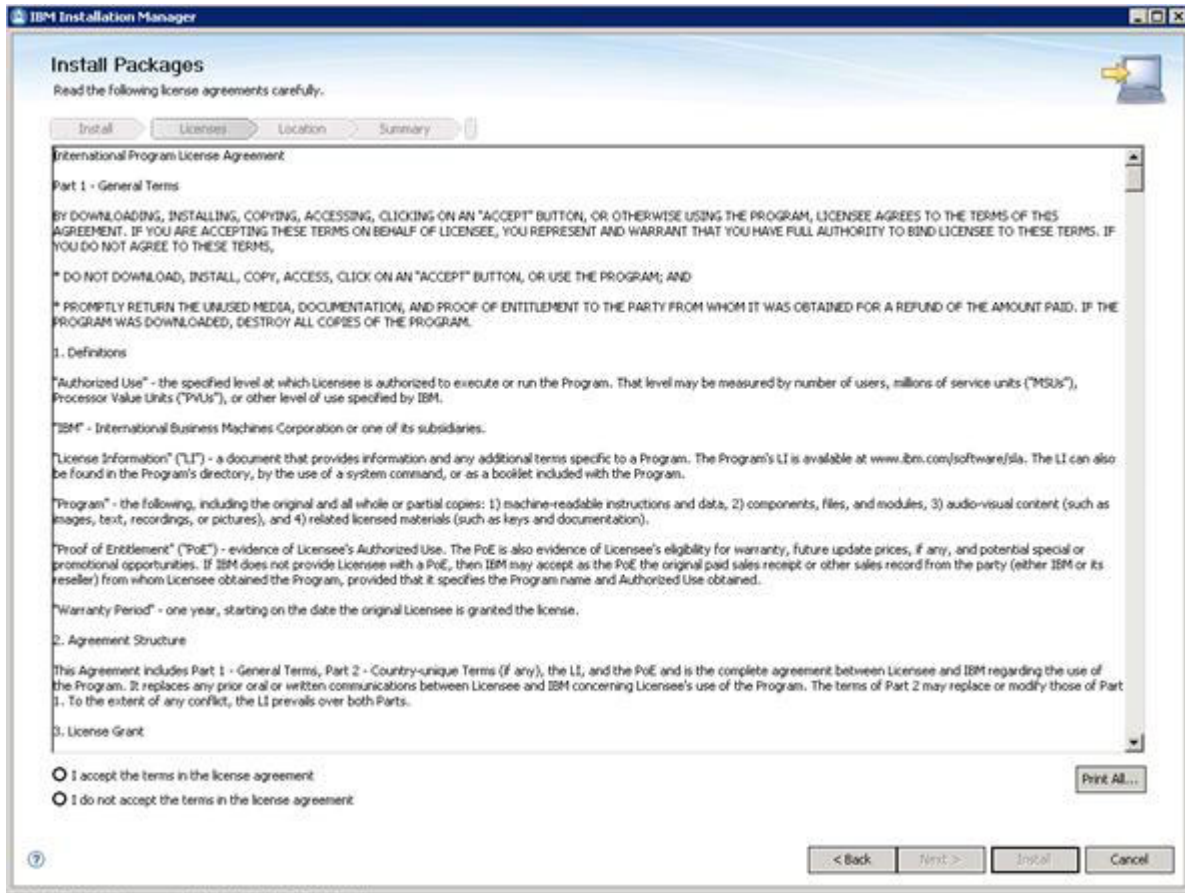 IBM Installation Manager
Install Packages
Read the following license agreements carefully.
Install
Licenses
Location
Summary
International Program License Agreement
Part 1 - General Terms
BY DOWNLOADING, INSTALLING, COPYING, ACCESSING, CLICKING ON AN "ACCEPT" BUTTON, OR OTHERWISE USING THE PROGRAM, LICENSEE AGREES TO THE TERMS OF THIS
AGREEMENT. IF YOU ARE ACCEPTING THESE TERMS ON BEHALF OF LICENSEE, YOU REPRESENT AND WARRANT THAT YOU HAVE FULL AUTHORITY TO BIND LICENSEE TO THESE TERMS. IF
YOU DO NOT AGREE TO THESE TERMS,
* DO NOT DOWNLOAD, INSTALL, COPY, ACCESS, CLICK ON AN "ACCEPT" BUTTON, OR USE THE PROGRAM; AND
* PROMPTLY RETURN THE UNUSED MEDIA, DOCUMENTATION, AND PROOF OF ENTITLEMENT TO THE PARTY FROM WHOM IT WAS OBTAINED FOR A REFUND OF THE AMOUNT PAID. IF THE
PROGRAM WAS DOWNLOADED, DESTROY ALL COPIES OF THE PROGRAM.
1. Definitions
"Authorized Use" - the specified level at which Licensee is authorized to execute or run the Program. That level may be measured by number of users, millions of service units ("MSUs"),
Processor Value Units ("PVUs"), or other level of use specified by IBM.
"IBM" - International Business Machines Corporation or one of its subsidiaries.
"License Information" ("LI") - a document that provides information and any additional terms specific to a Program. The Program's LI is available at www.ibm.com/software/sla. The LI can also
be found in the Program's directory, by the use of a system command, or as a booklet included with the Program.
"Program" - the following, including the original and all whole or partial copies: 1) machine-readable instructions and data, 2) components, files, and modules, 3) audio-visual content (such as
images, text, recordings, or pictures), and 4) related licensed materials (such as keys and documentation).
"Proof of Entitlement" ("PoE") - evidence of Licensee's Authorized Use. The PoE is also evidence of Licensee's eligibility for warranty, future update prices, if any, and potential special or
promotional opportunities. If IBM does not provide Licensee with a PoE, then IBM may accept as the PoE the original paid sales receipt or other sales record from the party (either IBM or its
reseller) from whom Licensee obtained the Program, provided that it specifies the Program name and Authorized Use obtained.
"Warranty Period" - one year, starting on the date the original Licensee is granted the license.
2. Agreement Structure
This Agreement includes Part 1 - General Terms, Part 2 - Country-unique Terms (if any), the LI, and the PoE and is the complete agreement between Licensee and IBM regarding the use of
the Program. It replaces any prior oral or written communications between Licensee and IBM concerning Licensee's use of the Program. The terms of Part 2 may replace or modify those of Part
1. To the extent of any conflict, the LI prevails over both Parts.
3. License Grant
I accept the terms in the license agreement
Print All...
I do not accept the terms in the license agreement
?
< Back
Next >
Install
Cancel